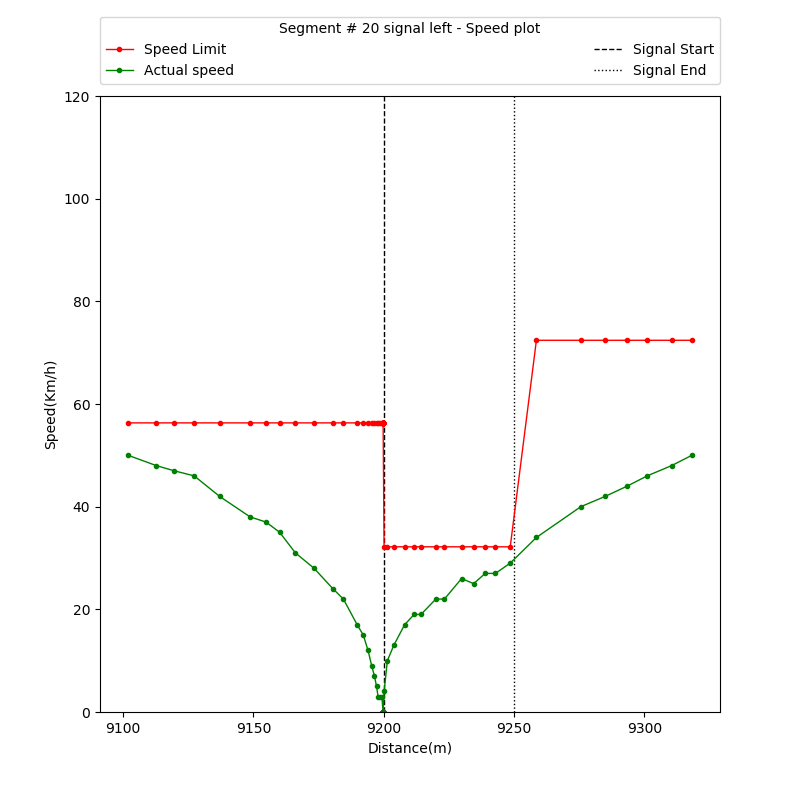 Segment # 20 signal left - Speed plot
Speed Limit
Actual speed
Signal Start
Signal End
120
100
80
60
40
20
0
Speed(Km/h)
9100 9150 9200 9250 9300
Distance(m)